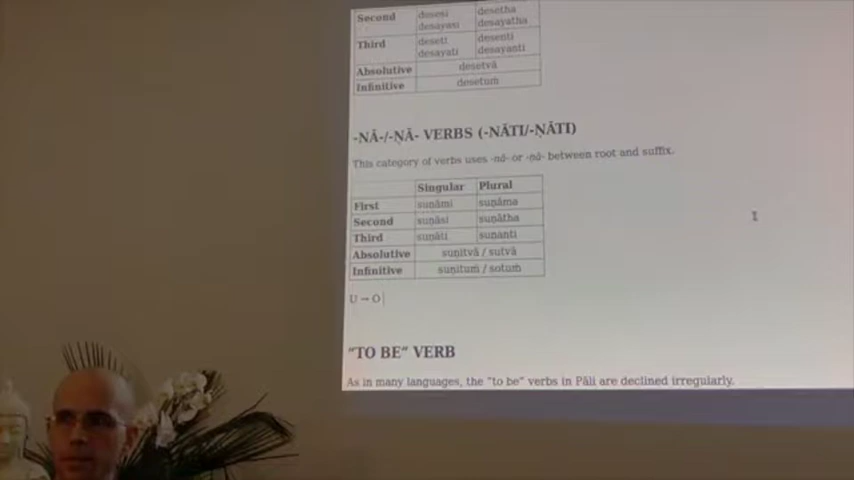 Second desesi desetha
desayasi desayatha
Third deseti desenti
desayati desayanti
Absolutive desetvā
Infinitive desetuṁ
-NĀ-/-ṆĀ- VERBS (-NĀTI/-ṆĀTI)
This category of verbs uses -nā- or -ṇā- between root and suffix.
Singular Plural
First suṇāmi suṇāma
Second suṇāsi suṇātha
Third suṇāti suṇanti
Absolutive suṇitvā / sutvā
Infinitive suṇituṁ / sotuṁ
U → O
"TO BE" VERB
As in many languages, the "to be" verbs in Pāli are declined irregularly.